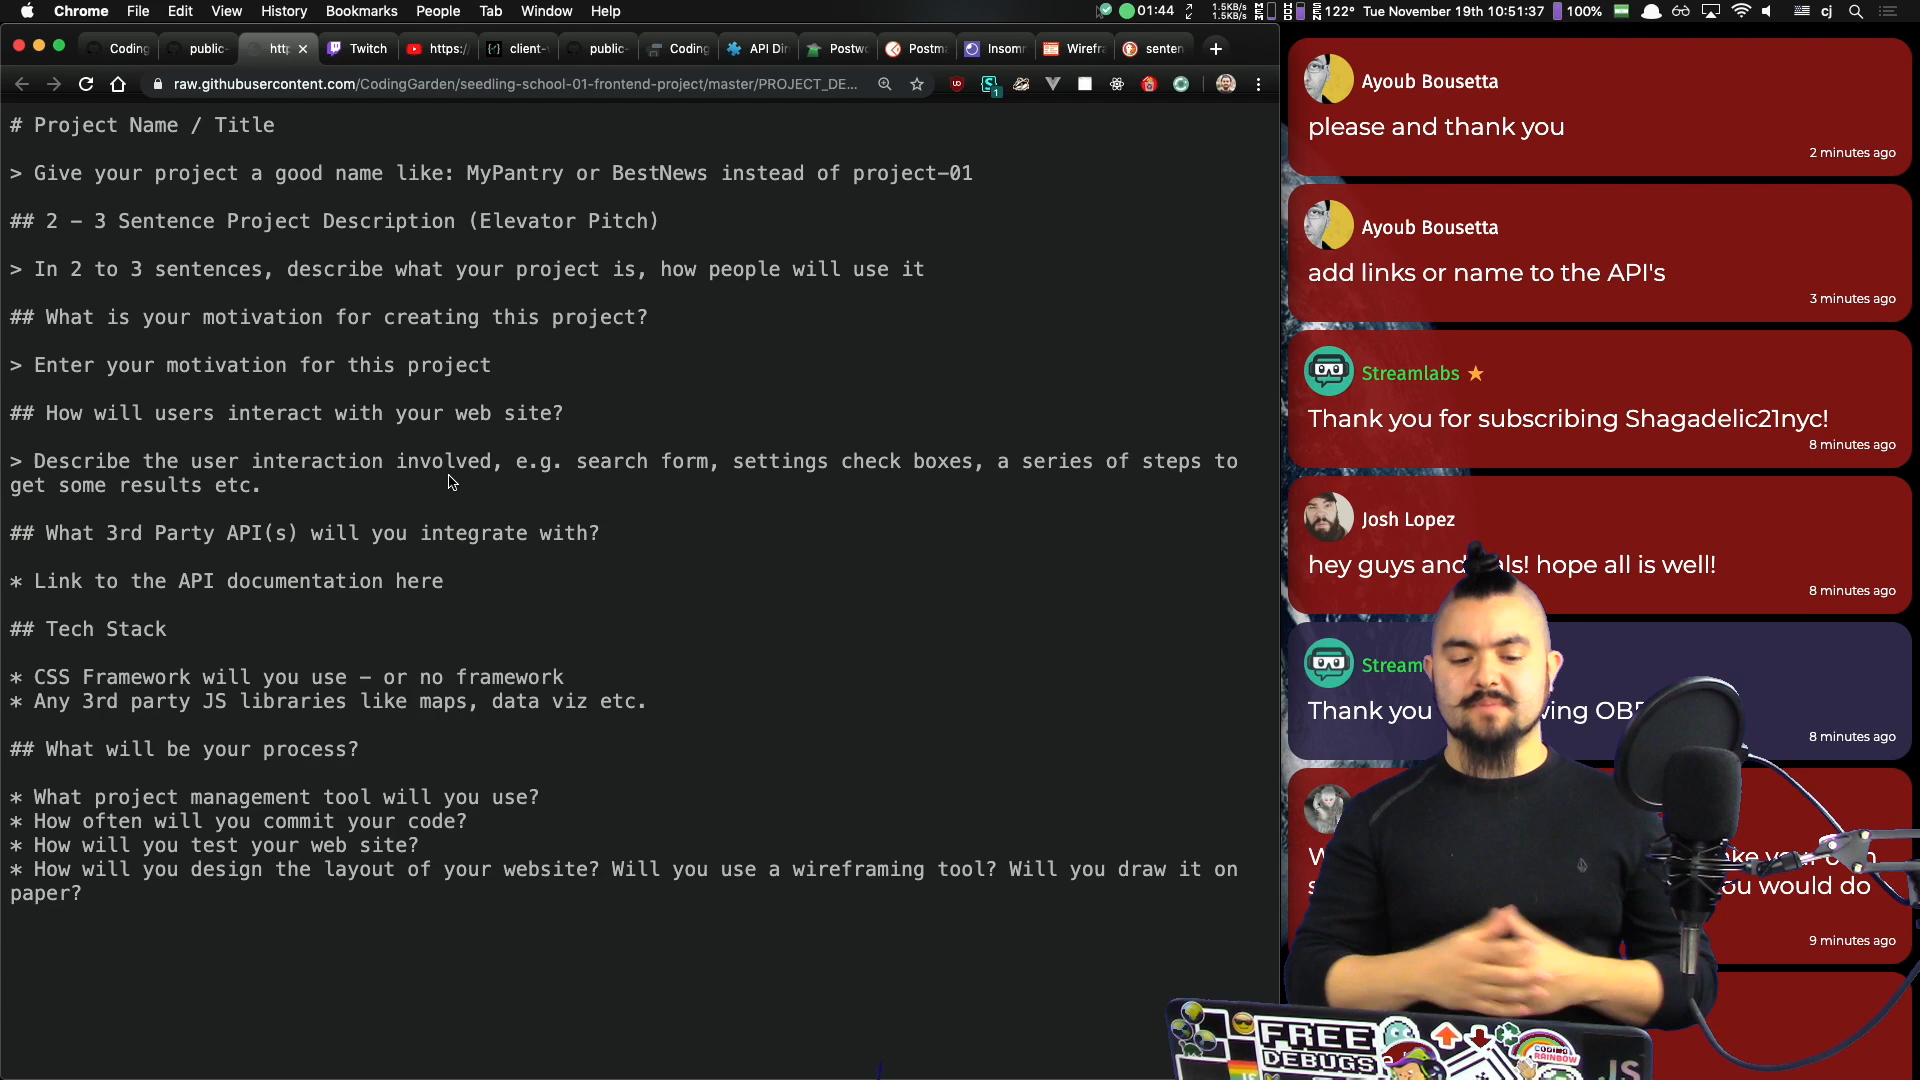 Chrome File Edit View History Bookmarks People Tab Window Help
01:44 1.5KB/s 1.5KB/s 122° Tue November 19th 10:51:37 100% cj
Coding public- http Twitch https:/ client- public- Coding API Dir Postwo Postma Insomn Wirefra senten
raw.githubusercontent.com/CodingGarden/seedling-school-01-frontend-project/master/PROJECT_DE...
# Project Name / Title
> Give your project a good name like: MyPantry or BestNews instead of project-01
## 2 - 3 Sentence Project Description (Elevator Pitch)
> In 2 to 3 sentences, describe what your project is, how people will use it
## What is your motivation for creating this project?
> Enter your motivation for this project
## How will users interact with your web site?
> Describe the user interaction involved, e.g. search form, settings check boxes, a series of steps to
get some results etc.
## What 3rd Party API(s) will you integrate with?
* Link to the API documentation here
## Tech Stack
* CSS Framework will you use - or no framework
* Any 3rd party JS libraries like maps, data viz etc.
## What will be your process?
* What project management tool will you use?
* How often will you commit your code?
* How will you test your web site?
* How will you design the layout of your website? Will you use a wireframing tool? Will you draw it on
paper?
Ayoub Bousetta
please and thank you
2 minutes ago
Ayoub Bousetta
add links or name to the API's
3 minutes ago
Streamlabs
Thank you for subscribing Shagadelic21nyc!
8 minutes ago
Josh Lopez
hey guys and als! hope all is well!
8 minutes ago
Stream
Thank you
8 minutes ago
you would do
9 minutes ago
FREE
DEBUGS
CODING
RAINBOW
JS